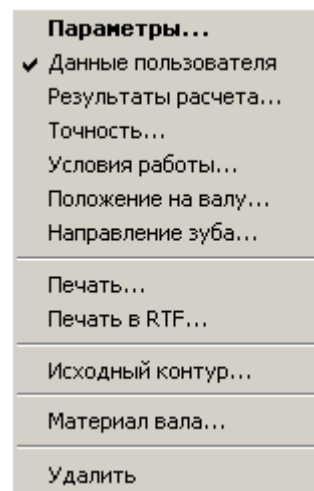 Параметры...
Данные пользователя
Результаты расчета...
Точность...
Условия работы...
Положение на валу...
Направление зуба...
Печать...
Печать в RTF...
Исходный контур...
Материал вала...
Удалить